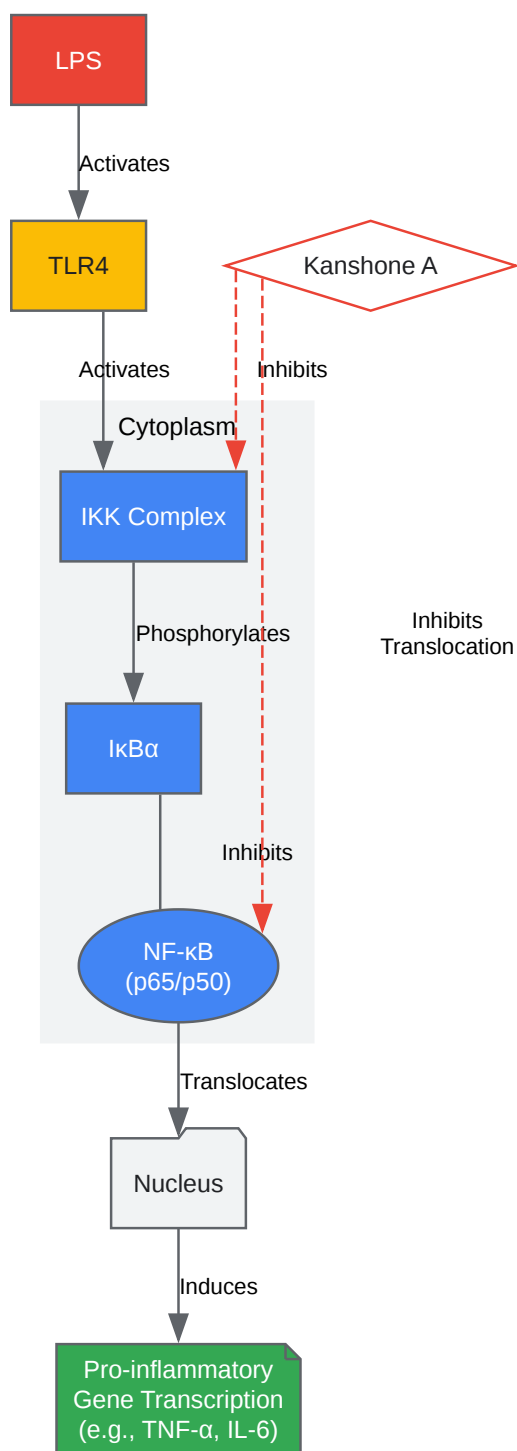 LPS
Activates
TLR4
Kanshone A
Activates
Inhibits
Cytoplasm
IKK Complex
Inhibits
Translocation
Phosphorylates
IκBα
Inhibits
NF-κB
(p65/p50)
Translocates
Nucleus
Induces
Pro-inflammatory
Gene Transcription
(e.g., TNF-α, IL-6)